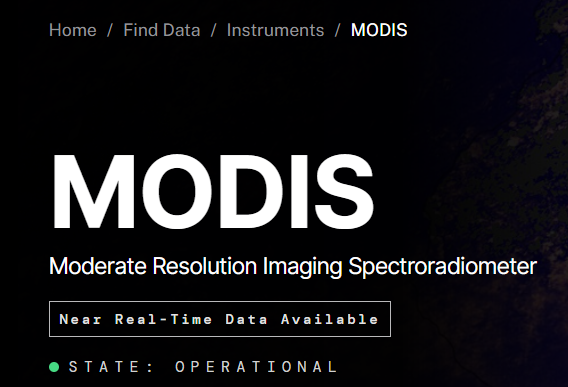 Home / Find Data / Instruments / MODIS
MODIS
Moderate Resolution Imaging Spectroradiometer
Near Real-Time Data Available
STATE: OPERATIONAL